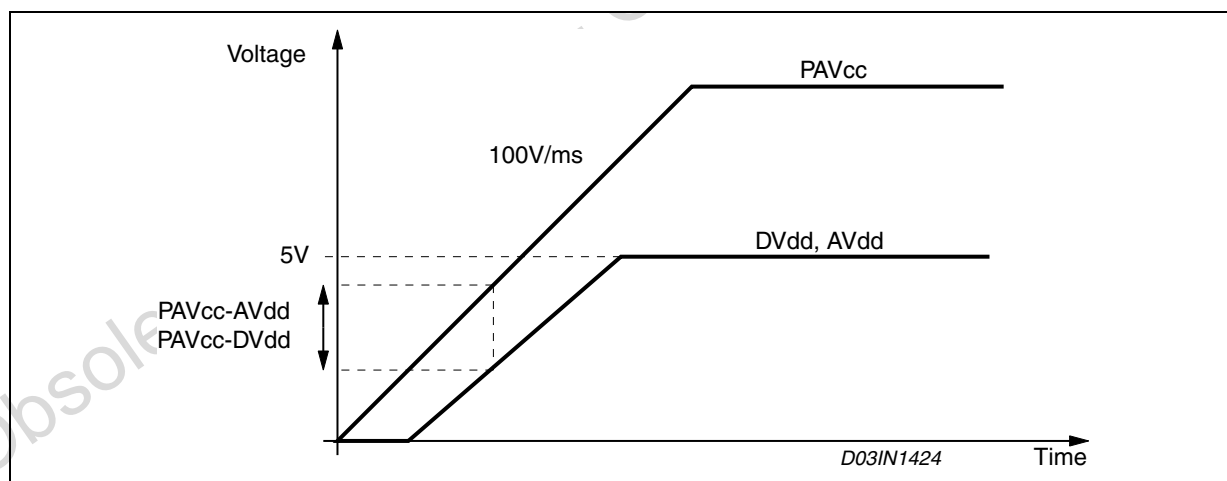 Voltage
PAVcc
100V/ms
DVdd, AVdd
5V
PAVcc-AVdd
PAVcc-DVdd
D03IN1424
Time